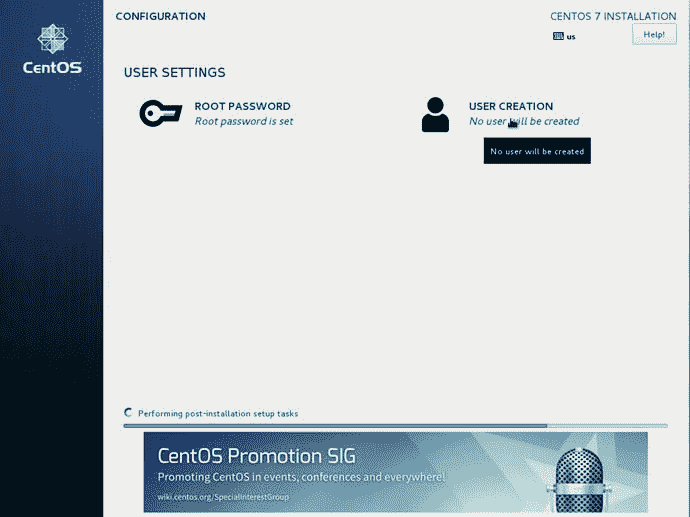 CentOS
CONFIGURATION
CENTOS 7 INSTALLATION
us
Help!
USER SETTINGS
ROOT PASSWORD
Root password is set
USER CREATION
No user will be created
No user will be created
Performing post-installation setup tasks
CentOS Promotion SIG
Promoting CentOS in events, conferences and everywhere!
wiki.centos.org/SpecialInterestGroup